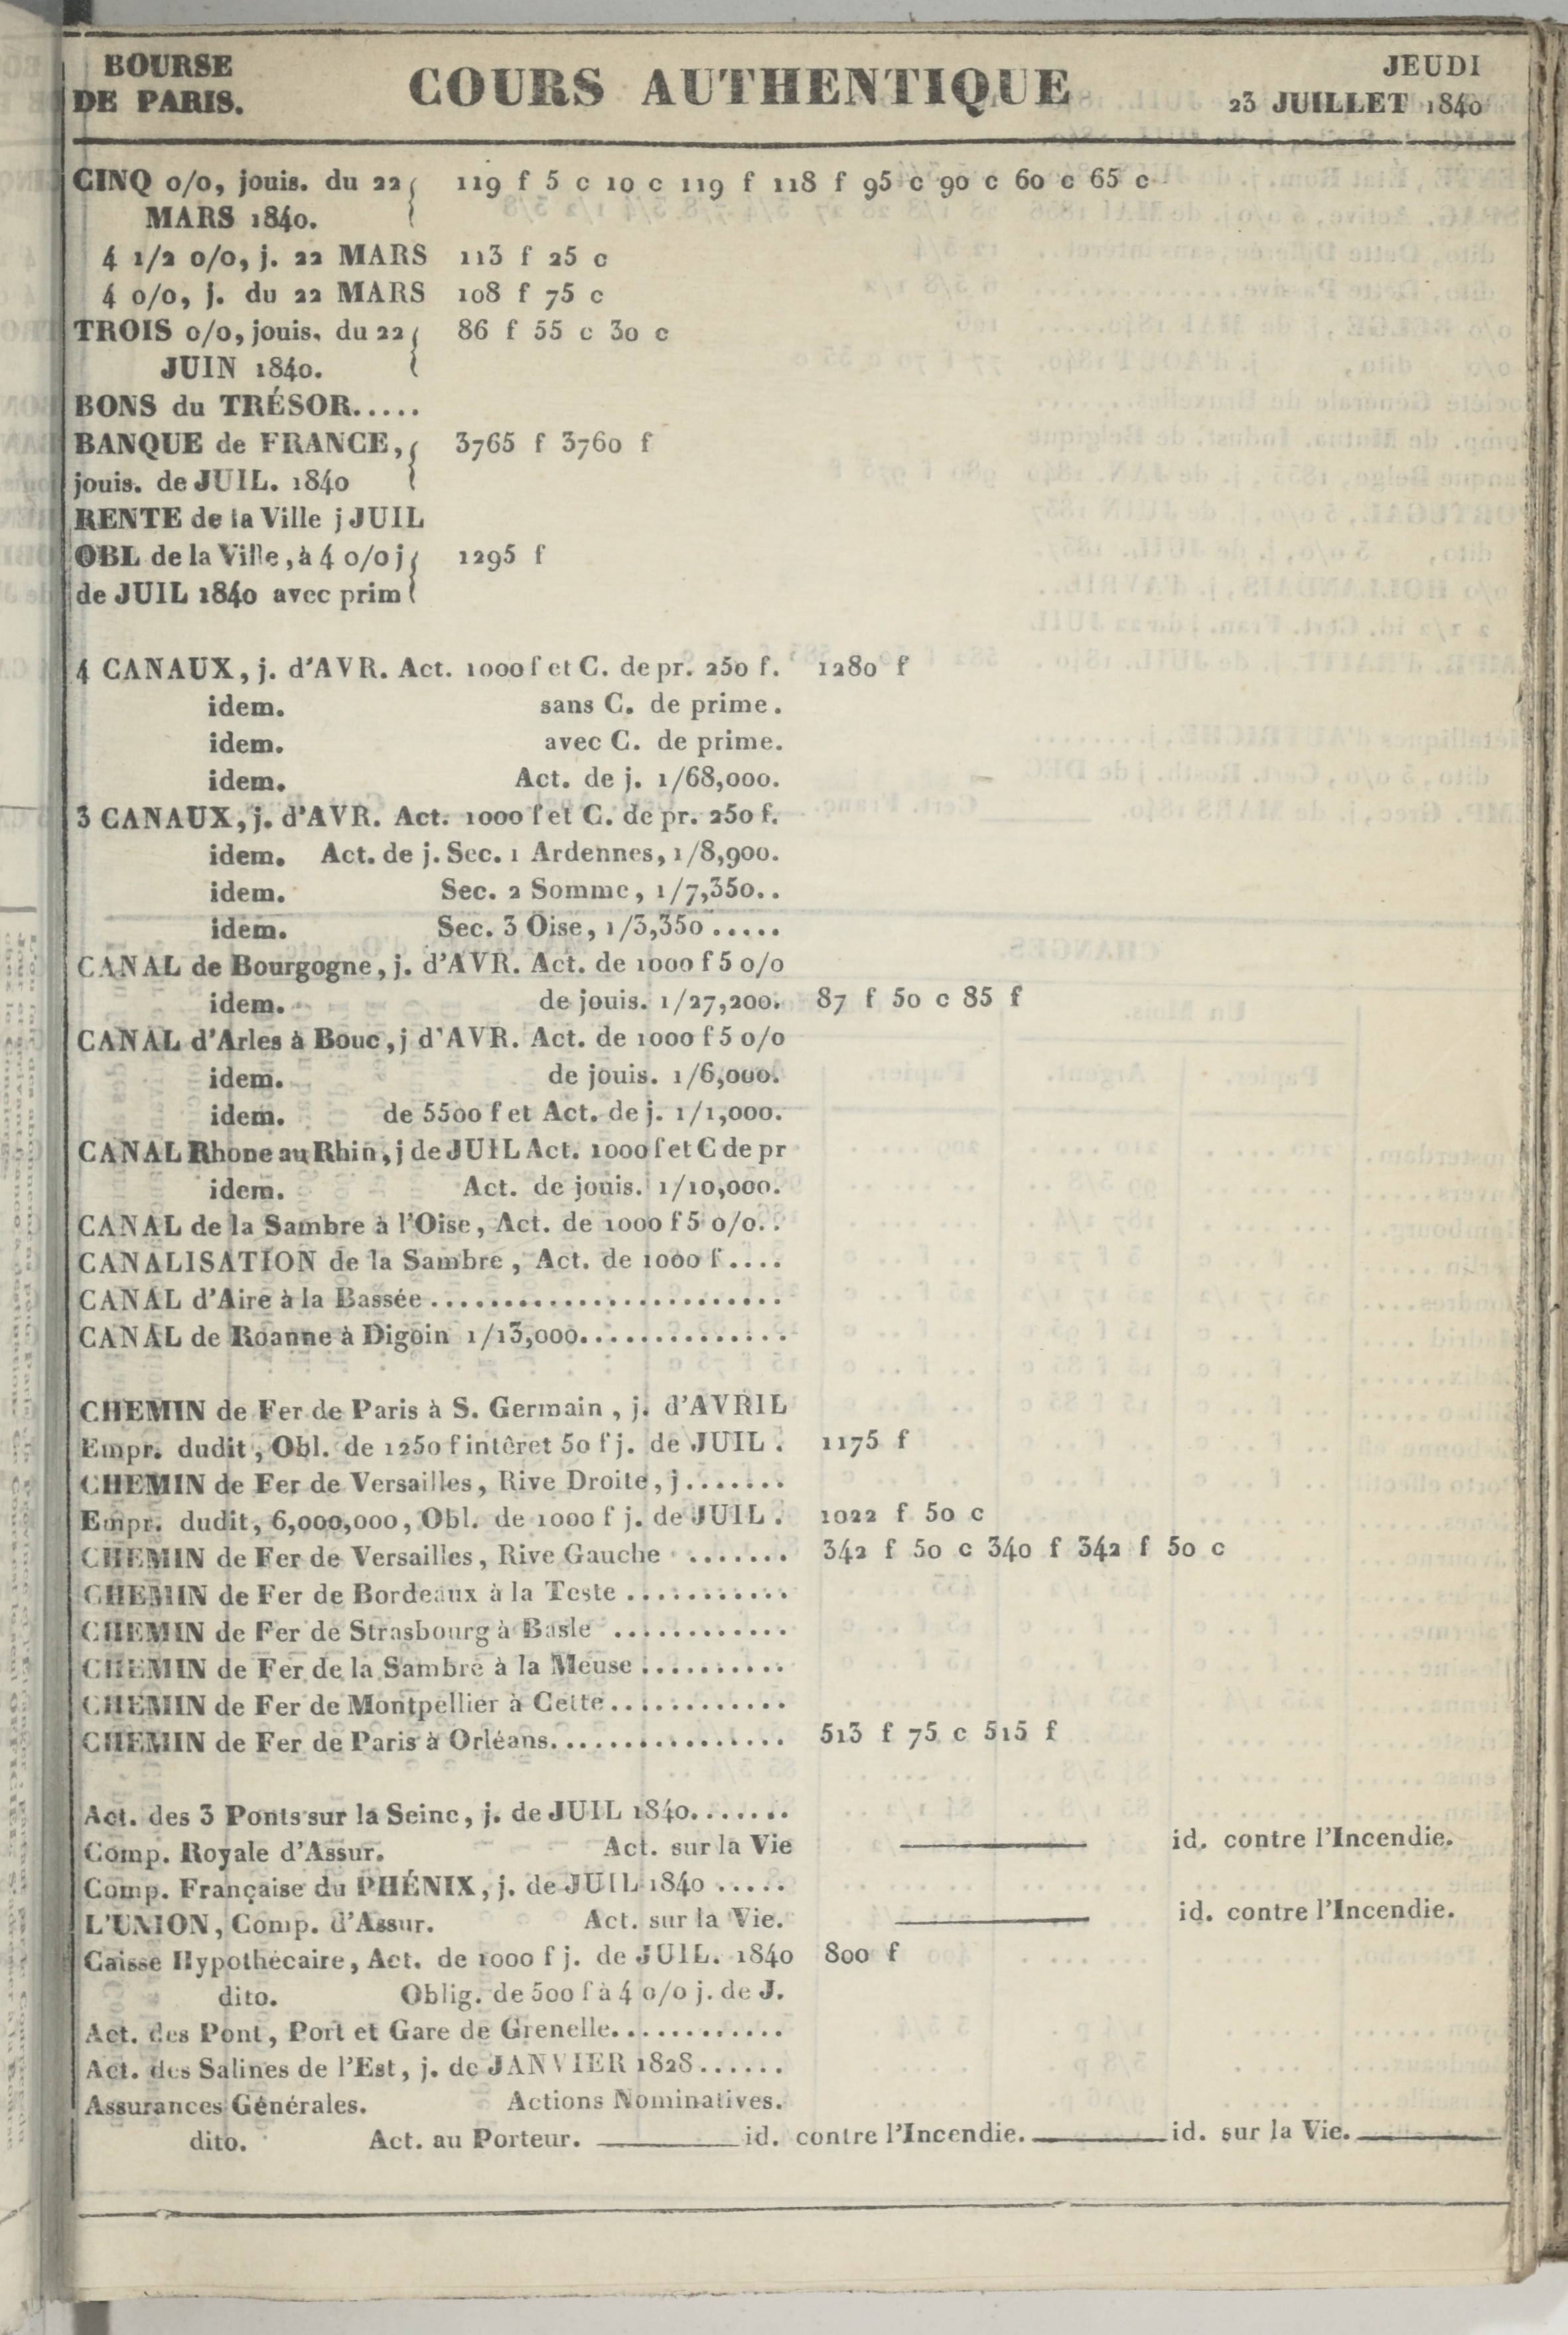 BOURSE DE PARIS.
COURS AUTHENTIQUE
JEUDI 23 JUILLET 1840
CINQ 0/0, jouis. du 22 119 f 5 c 10 c 119 f 118 f 95 c 90 c 60 c 65 c
MARS 1840.
4 1/2 0/0, j. 22 MARS 113 f 25 c
4 0/0, j. du 22 MARS 108 f 75 c
TROIS 0/0, jouis. du 22 86 f 55 c 30 c
JUIN 1840.
BONS du TRÉSOR.....
BANQUE de FRANCE, 3765 f 3760 f
jouis. de JUIL. 1840
RENTE de la Ville j JUIL
OBL de la Ville, à 4 0/0 j 1295 f
de JUIL 1840 avec prim
4 CANAUX, j. d'AVR. Act. 1000 f et C. de pr. 250 f. 1280 f
idem. sans C. de prime.
idem. avec C. de prime.
idem. Act. de j. 1/68,000.
3 CANAUX, j. d'AVR. Act. 1000 f et C. de pr. 250 f.
idem. Act. de j. Sec. 1 Ardennes, 1/8,900.
idem. Sec. 2 Somme, 1/7,350..
idem. Sec. 3 Oise, 1/3,350.....
CANAL de Bourgogne, j. d'AVR. Act. de 1000 f 5 0/0
idem. de jouis. 1/27,200. 87 f 50 c 85 f
CANAL d'Arles à Bouc, j d'AVR. Act. de 1000 f 5 0/0
idem. de jouis. 1/6,000.
idem. de 5500 f et Act. de j. 1/1,000.
CANAL Rhone au Rhin, j de JUIL Act. 1000 f et C de pr
idem. Act. de jouis. 1/10,000.
CANAL de la Sambre à l'Oise, Act. de 1000 f 5 0/0..
CANALISATION de la Sambre, Act. de 1000 f....
CANAL d'Aire à la Bassée........................
CANAL de Roanne à Digoin 1/13,000..............
CHEMIN de Fer de Paris à S. Germain, j. d'AVRIL
Empr. dudit, Obl. de 1250 f intêret 50 f j. de JUIL. 1175 f
CHEMIN de Fer de Versailles, Rive Droite, j.......
Empr. dudit, 6,000,000, Obl. de 1000 f j. de JUIL. 1022 f 50 c
CHEMIN de Fer de Versailles, Rive Gauche ....... 342 f 50 c 340 f 342 f 50 c
CHEMIN de Fer de Bordeaux à la Teste ...........
CHEMIN de Fer de Strasbourg à Basle ............
CHEMIN de Fer de la Sambre à la Meuse ..........
CHEMIN de Fer de Montpellier à Cette............
CHEMIN de Fer de Paris à Orléans................ 513 f 75 c 515 f
Act. des 3 Ponts sur la Seine, j. de JUIL 1840.......
Comp. Royale d'Assur. Act. sur la Vie id. contre l'Incendie.
Comp. Française du PHÉNIX, j. de JUIL 1840 .....
L'UNION, Comp. d'Assur. Act. sur la Vie. id. contre l'Incendie.
Caisse Hypothécaire, Act. de 1000 f j. de JUIL. 1840 800 f
dito. Oblig. de 500 f à 4 0/0 j. de J.
Act. des Pont, Port et Gare de Grenelle............
Act. des Salines de l'Est, j. de JANVIER 1828......
Assurances Générales. Actions Nominatives.
dito. Act. au Porteur. id. contre l'Incendie. id. sur la Vie.